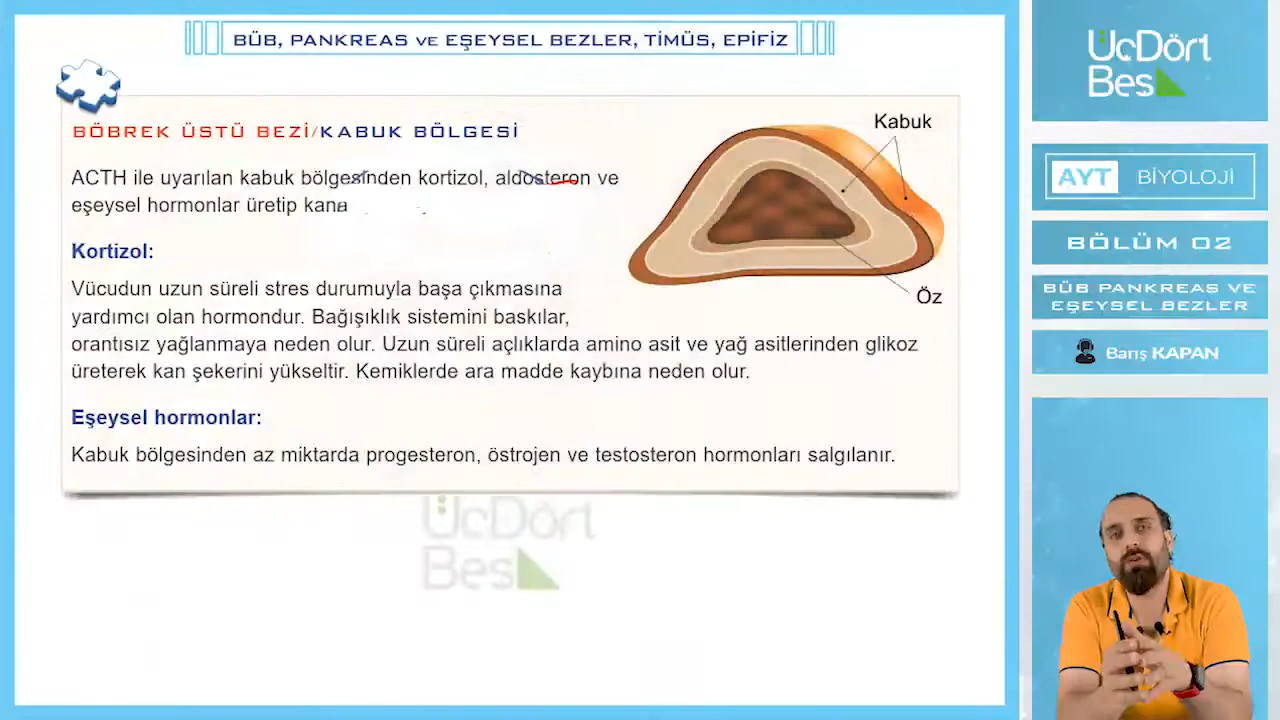 BÜB, PANKREAS VE EŞEYSEL BEZLER, TİMÜS, EPİFİZ
BÖBREK ÜSTÜ BEZİ/KABUK BÖLGESİ
ACTH ile uyarılan kabuk bölgesinden kortizol, aldosteron ve
eşeysel hormonlar üretip kana
Kortizol:
Vücudun uzun süreli stres durumuyla başa çıkmasına
yardımcı olan hormondur. Bağışıklık sistemini baskılar,
orantısız yağlanmaya neden olur. Uzun süreli açlıklarda amino asit ve yağ asitlerinden glikoz
üreterek kan şekerini yükseltir. Kemiklerde ara madde kaybına neden olur.
Eşeysel hormonlar:
Kabuk bölgesinden az miktarda progesteron, östrojen ve testosteron hormonları salgılanır.
Kabuk
Öz
ÜçDört
Beş
ÜçDört
Beş
AYT BİYOLOJİ
BÖLÜM 02
BÜB PANKREAS VE
EŞEYSEL BEZLER
Barış KAPAN